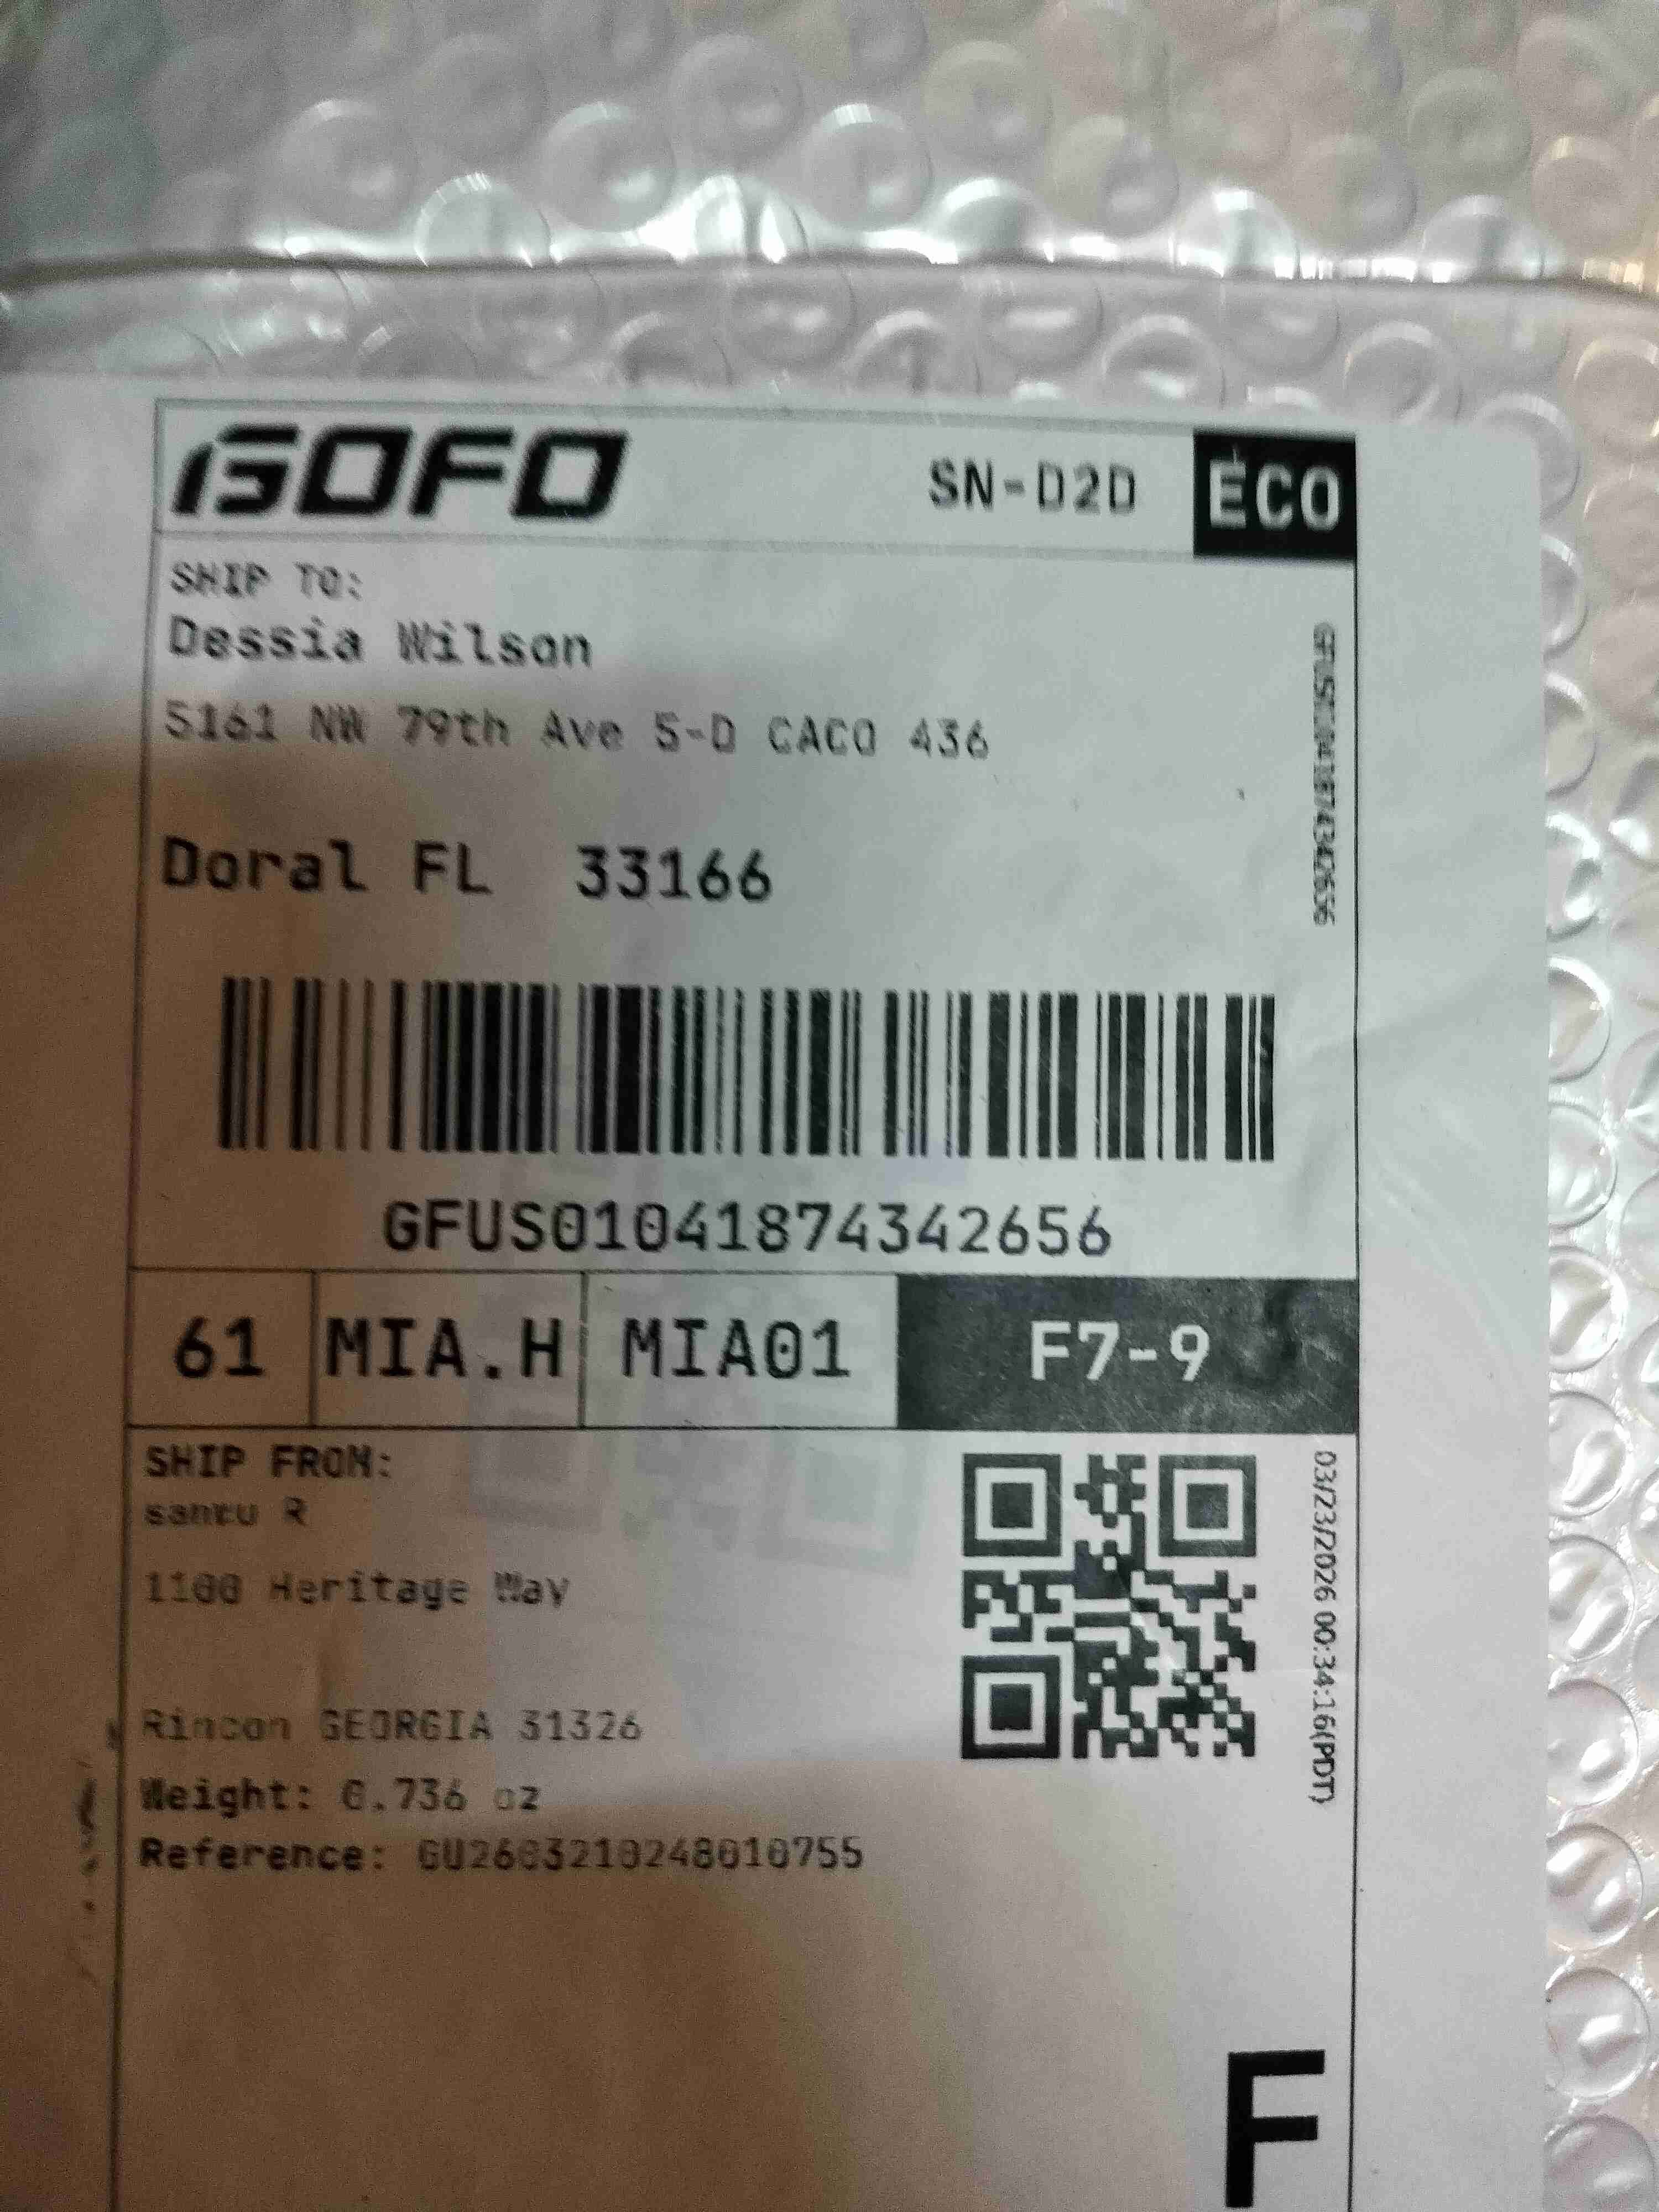 GOFO
SN-D2D
ECO
SHIP TO:
Dessia Wilson
5161 NW 79th Ave 5-D CACO 436
Doral FL 33166
GFUS01041874342656
GFUS01041874342656
61
MIA.H
MIA01
F7-9
SHIP FROM:
santu R
1100 Heritage Way
Rincon GEORGIA 31326
Weight: 0.736 oz
Reference: GU2603210248010755
03/23/2026 00:34:16(PDT)
F